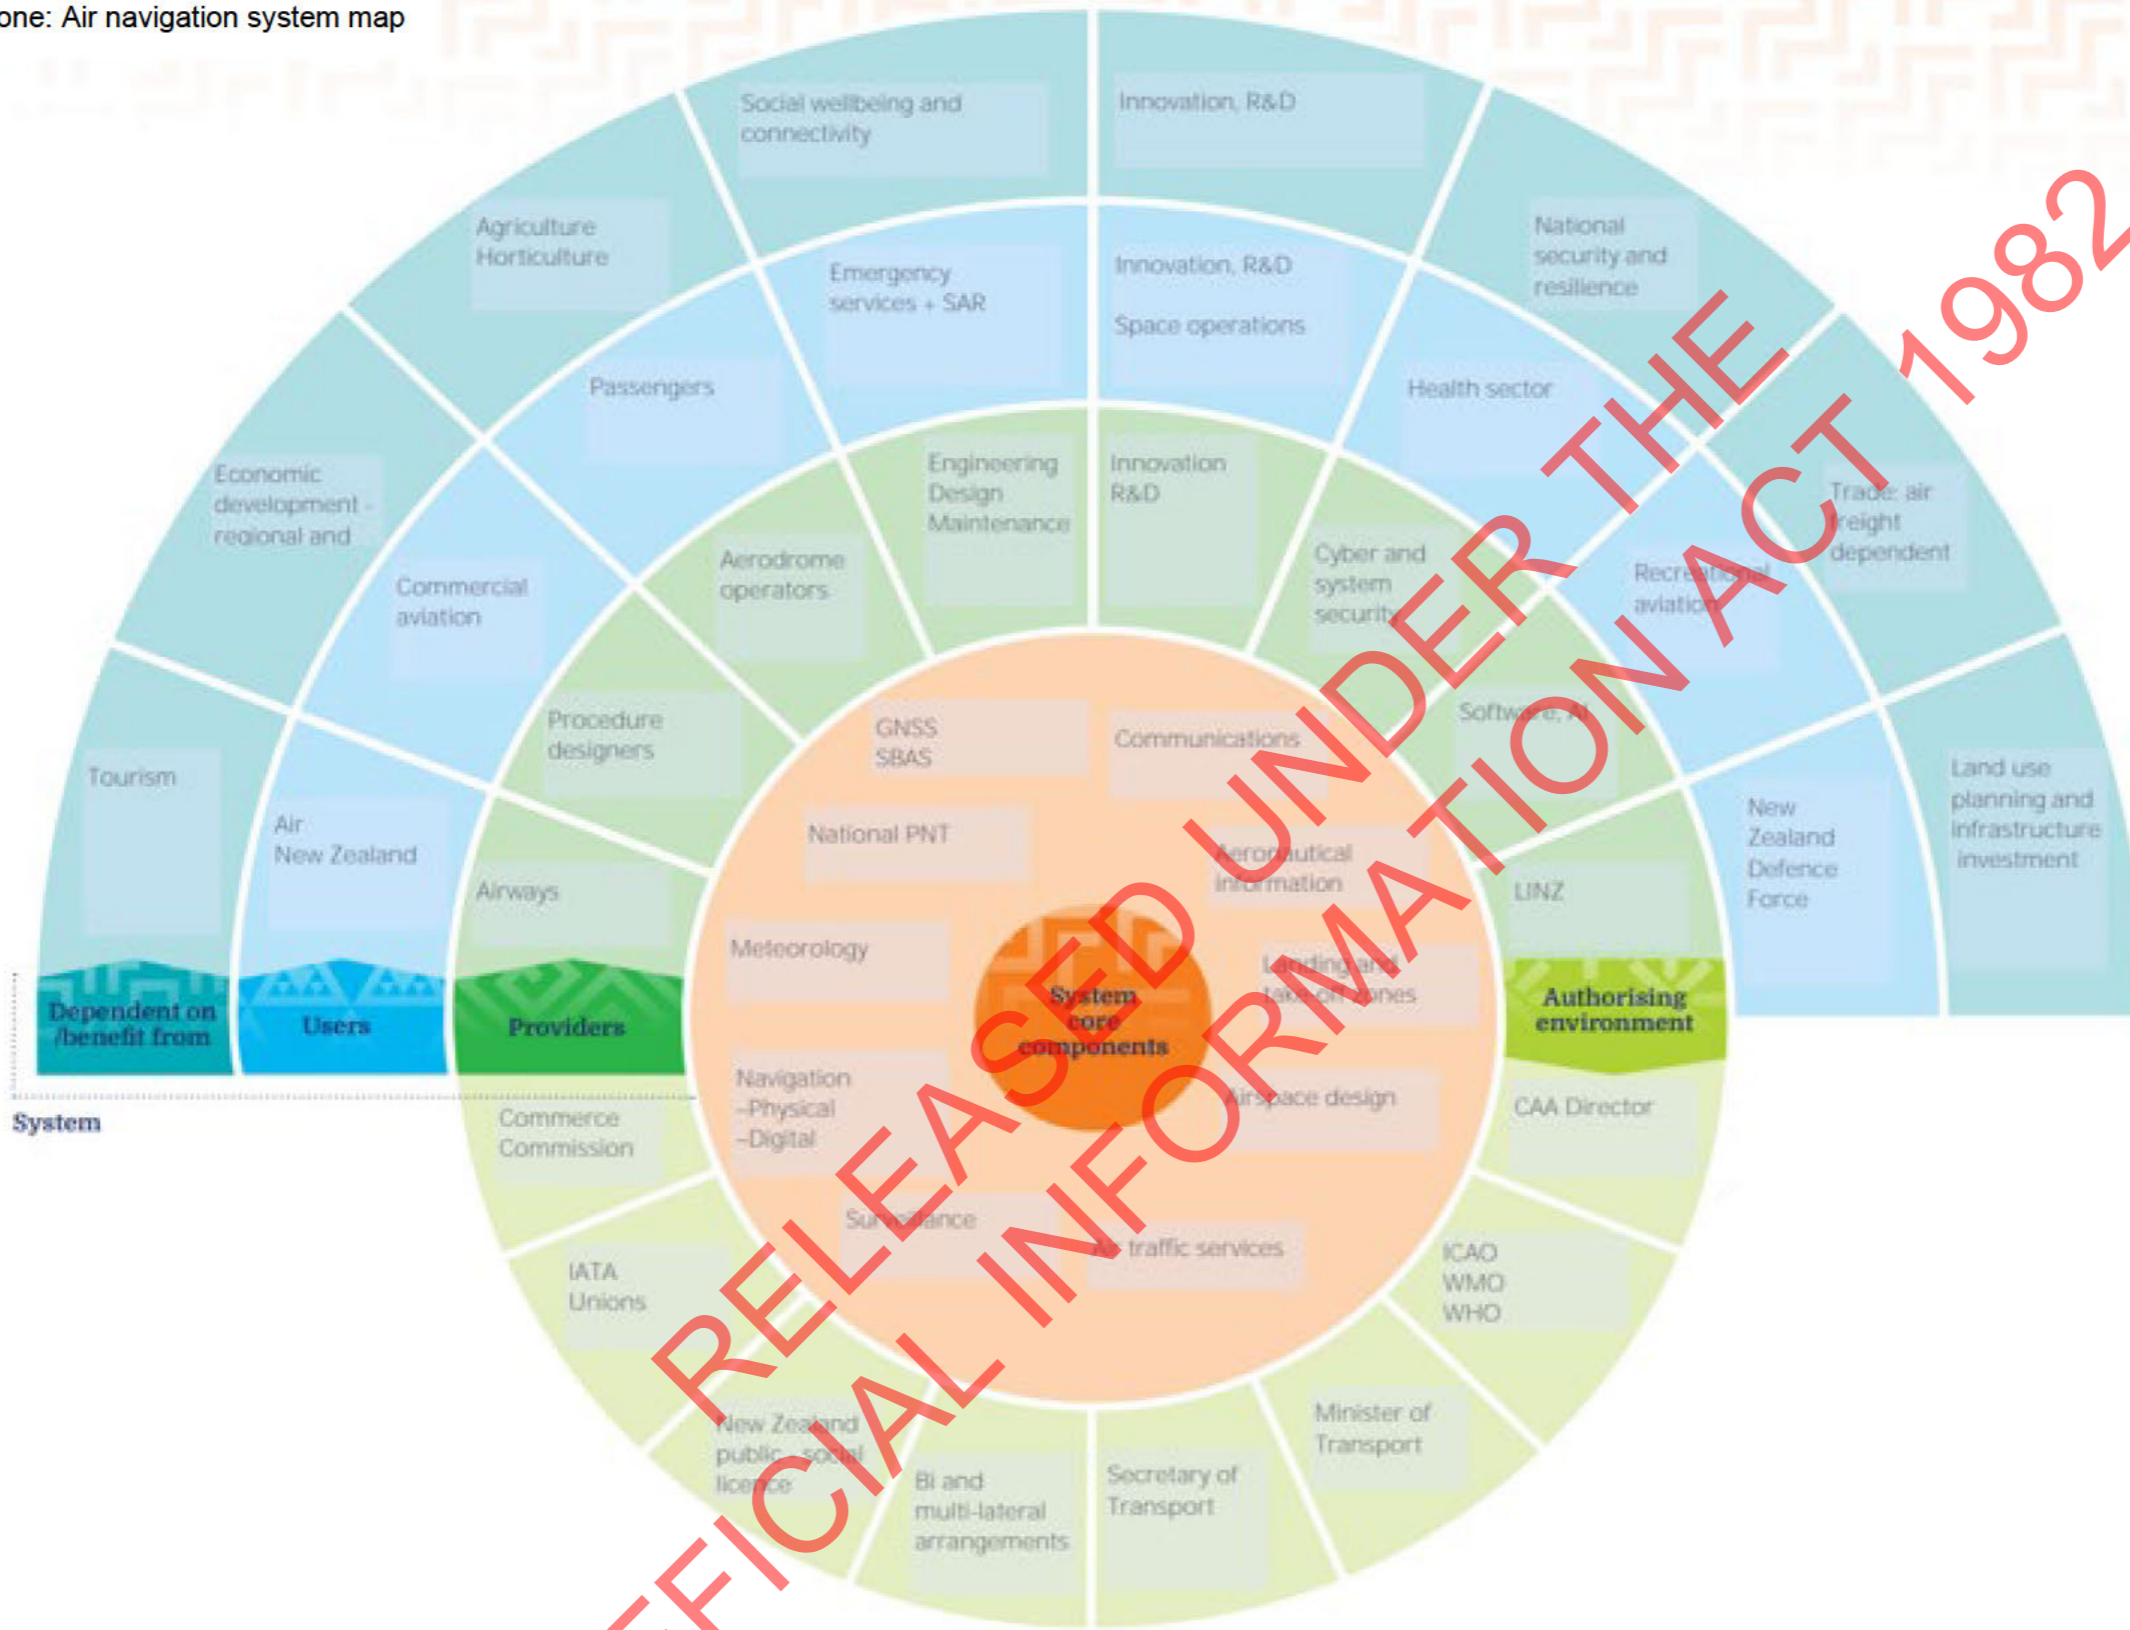 one: Air navigation system map
Social wellbeing and
connectivity
Innovation, R&D
Agriculture
Horticulture
National
security and
resilience
Economic
development -
regional and
Trade: air
freight
dependent
Tourism
Land use
planning and
infrastructure
investment
Emergency
services + SAR
Innovation, R&D
Space operations
Passengers
Health sector
Commercial
aviation
Recreational
aviation
Air
New Zealand
New
Zealand
Defence
Force
Engineering
Design
Maintenance
Innovation
R&D
Aerodrome
operators
Cyber and
system
security
Procedure
designers
Software, AI
Airways
LINZ
GNSS
SBAS
Communications
National PNT
Aeronautical
information
Meteorology
Landing and
take-off zones
System
core
components
Navigation
–Physical
–Digital
Airspace design
Surveillance
Air traffic services
Dependent on
/benefit from
Users
Providers
Authorising
environment
System
Commerce
Commission
CAA Director
IATA
Unions
ICAO
WMO
WHO
New Zealand
public - social
licence
Bi and
multi-lateral
arrangements
Secretary of
Transport
Minister of
Transport
RELEASED UNDER THE
OFFICIAL INFORMATION ACT 1982